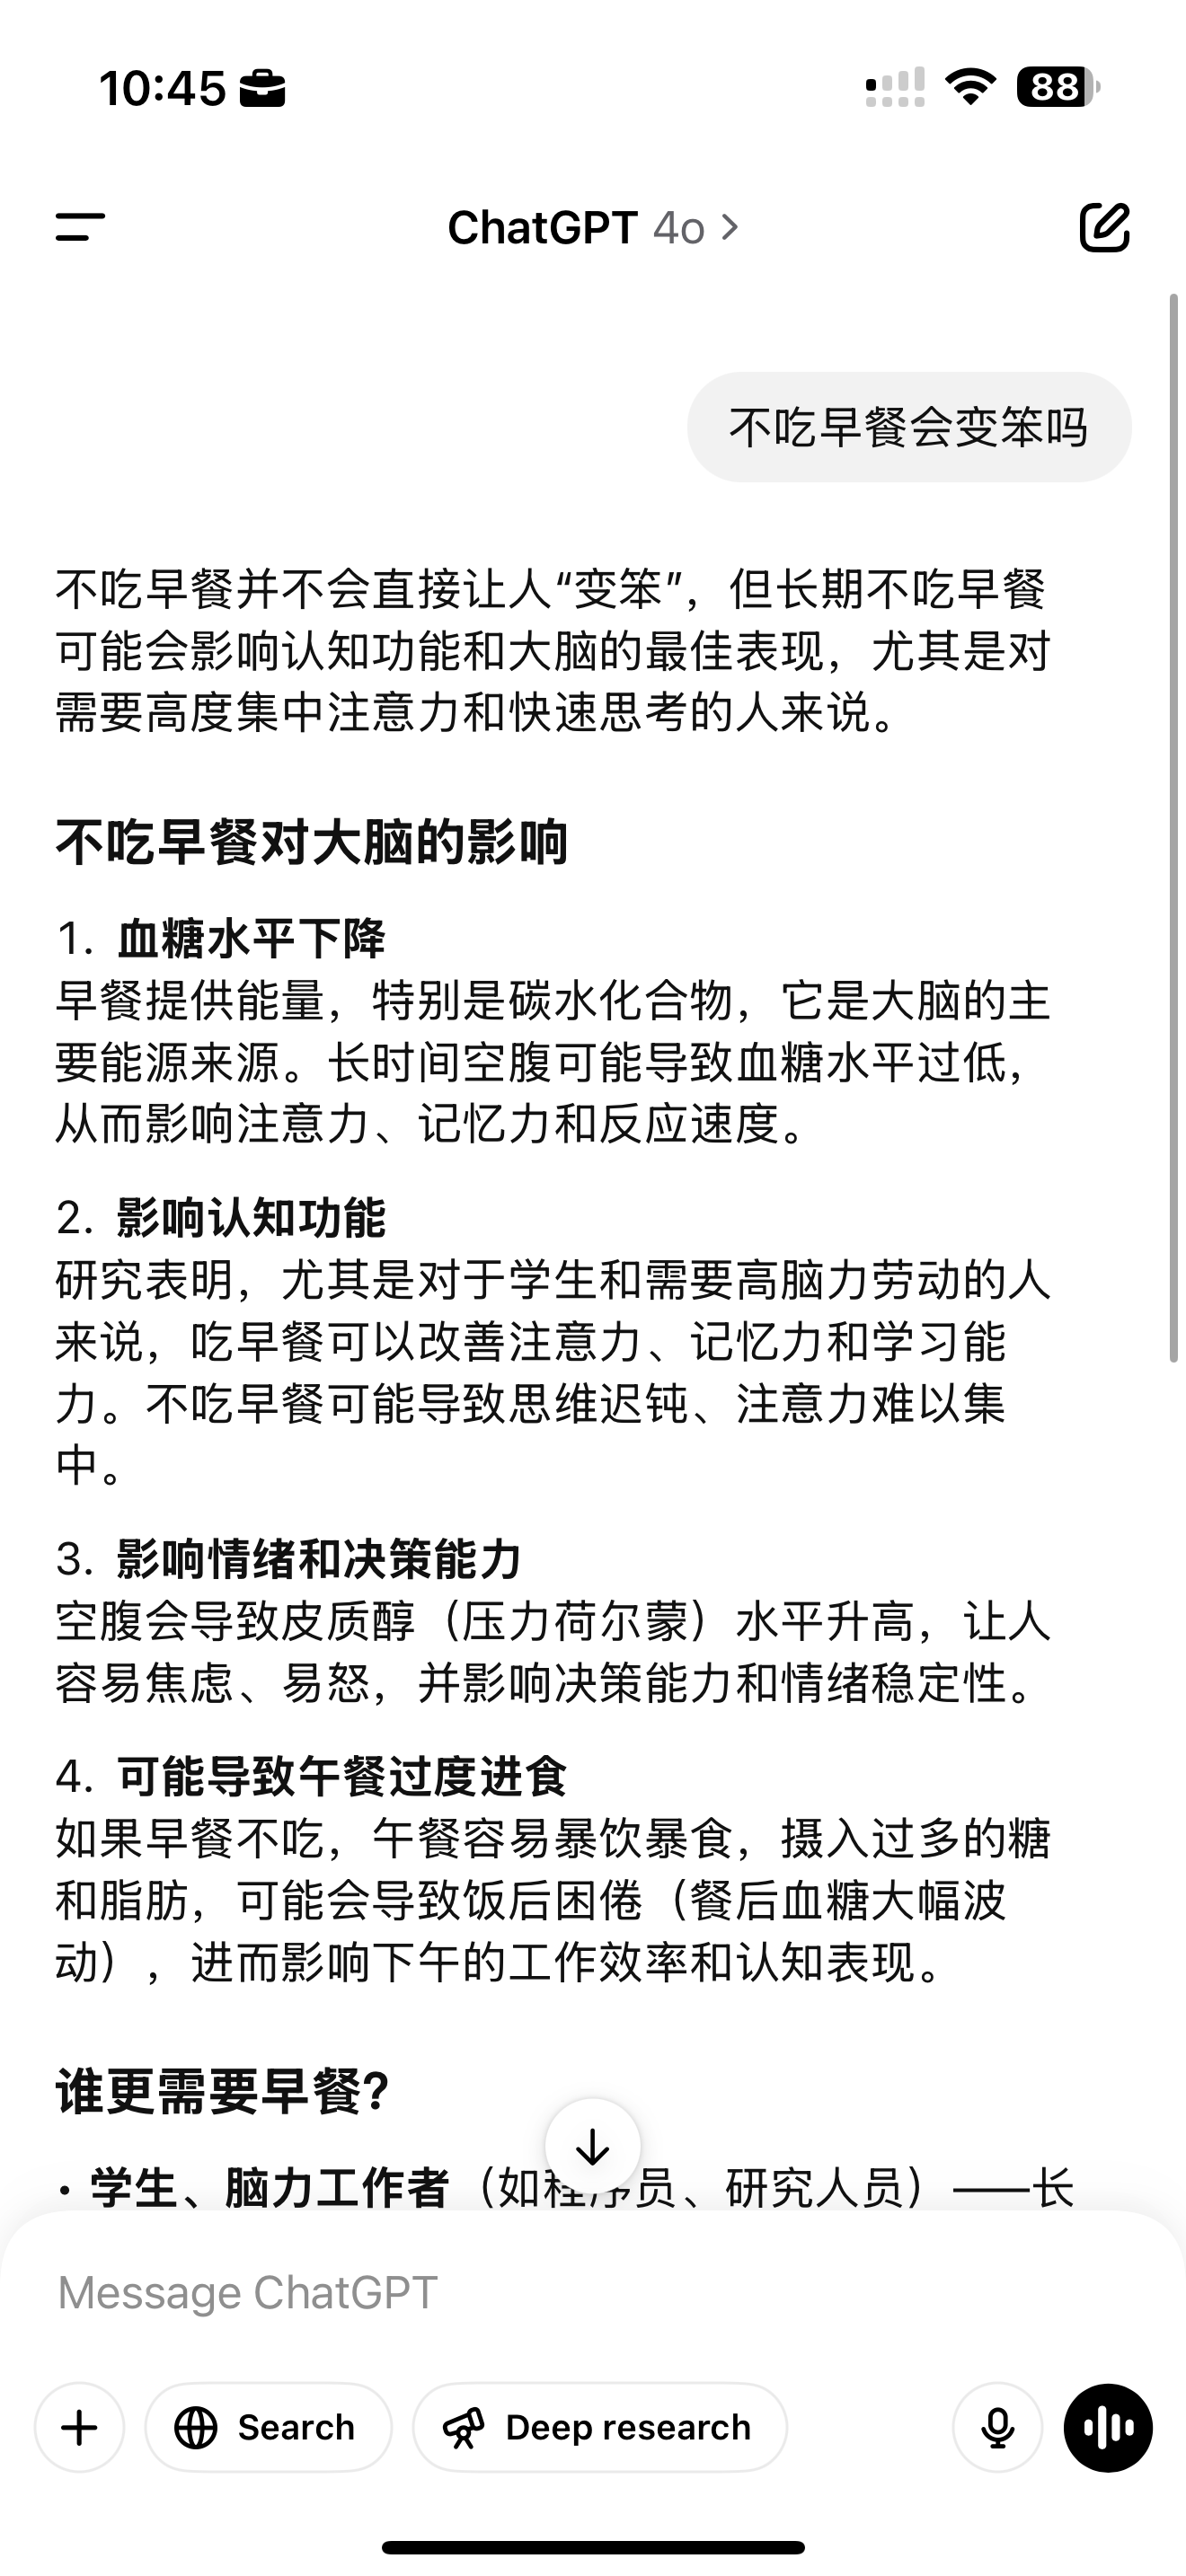 10:45
88
ChatGPT 4o
不吃早餐会变笨吗
不吃早餐并不会直接让人“变笨”，但长期不吃早餐
可能会影响认知功能和大脑的最佳表现，尤其是对
需要高度集中注意力和快速思考的人来说。
不吃早餐对大脑的影响
1. 血糖水平下降
早餐提供能量，特别是碳水化合物，它是大脑的主
要能源来源。长时间空腹可能导致血糖水平过低，
从而影响注意力、记忆力和反应速度。
2. 影响认知功能
研究表明，尤其是对于学生和需要高脑力劳动的人
来说，吃早餐可以改善注意力、记忆力和学习能
力。不吃早餐可能导致思维迟钝、注意力难以集
中。
3. 影响情绪和决策能力
空腹会导致皮质醇（压力荷尔蒙）水平升高，让人
容易焦虑、易怒，并影响决策能力和情绪稳定性。
4. 可能导致午餐过度进食
如果早餐不吃，午餐容易暴饮暴食，摄入过多的糖
和脂肪，可能会导致饭后困倦（餐后血糖大幅波
动），进而影响下午的工作效率和认知表现。
谁更需要早餐？
• 学生、脑力工作者（如程序员、研究人员）——长
Message ChatGPT
Search
Deep research